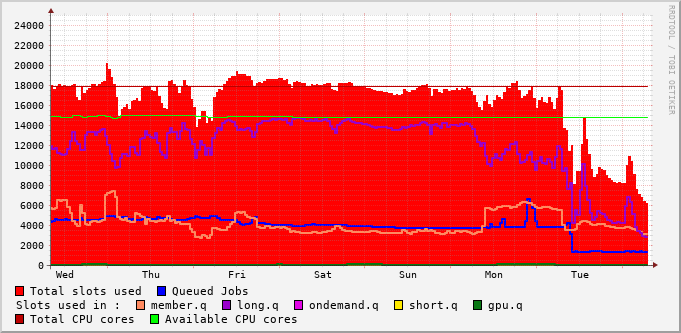 24000
22000
20000
18000
16000
14000
12000
10000
8000
6000
4000
2000
0
Wed Thu Fri Sat Sun Mon Tue
RRDTOOL / TOBI OETIKER
Total slots used Queued Jobs
Slots used in : member.q long.q ondemand.q short.q gpu.q
Total CPU cores Available CPU cores